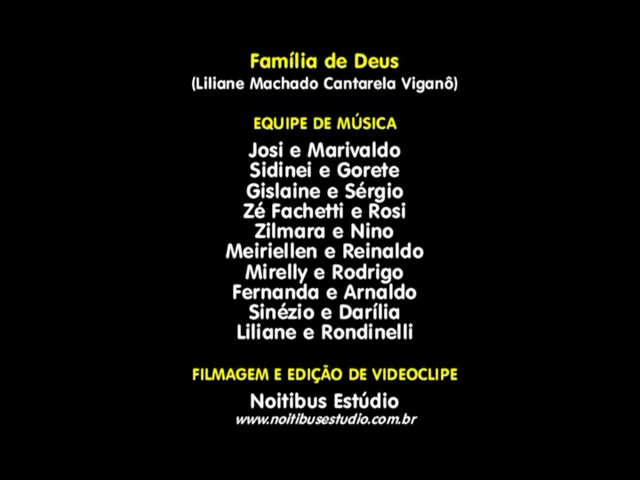 Família de Deus
(Liliane Machado Cantarela Viganô)
EQUIPE DE MÚSICA
Josi e Marivaldo
Sidinei e Gorete
Gislaine e Sérgio
Zé Fachetti e Rosi
Zilmara e Nino
Meiriellen e Reinaldo
Mirelly e Rodrigo
Fernanda e Arnaldo
Sinézio e Darília
Liliane e Rondinelli
FILMAGEM E EDIÇÃO DE VIDEOCLIPE
Noitibus Estúdio
www.noitibusestudio.com.br